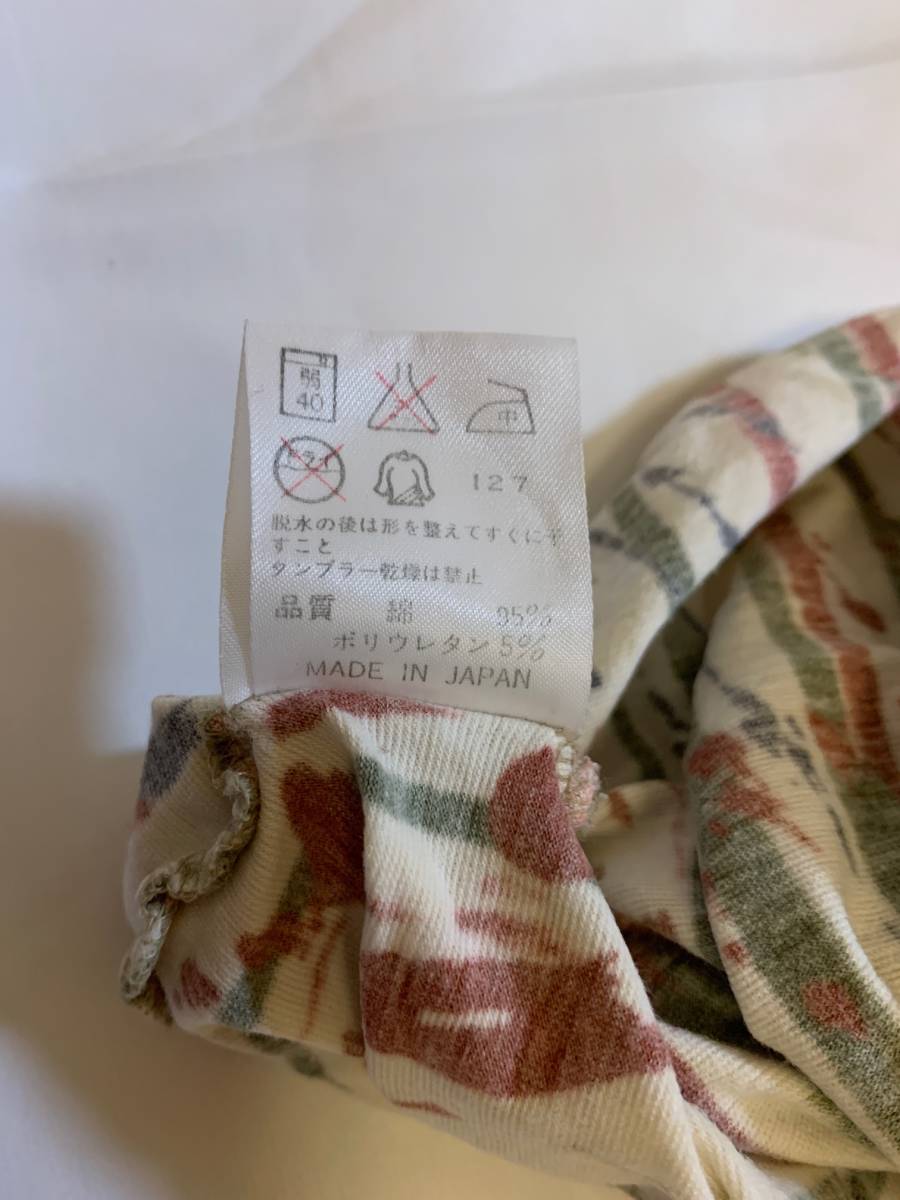 弱
40
中
ドライ
127
脱水の後は形を整えてすぐに干
すこと
タンブラー乾燥は禁止
品質 綿 95%
ポリウレタン 5%
MADE IN JAPAN